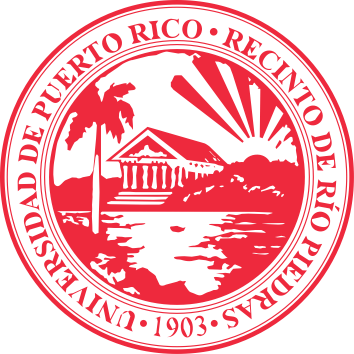 UNIVERSIDAD DE PUERTO RICO • RECINTO DE RÍO PIEDRAS
• 1903 •